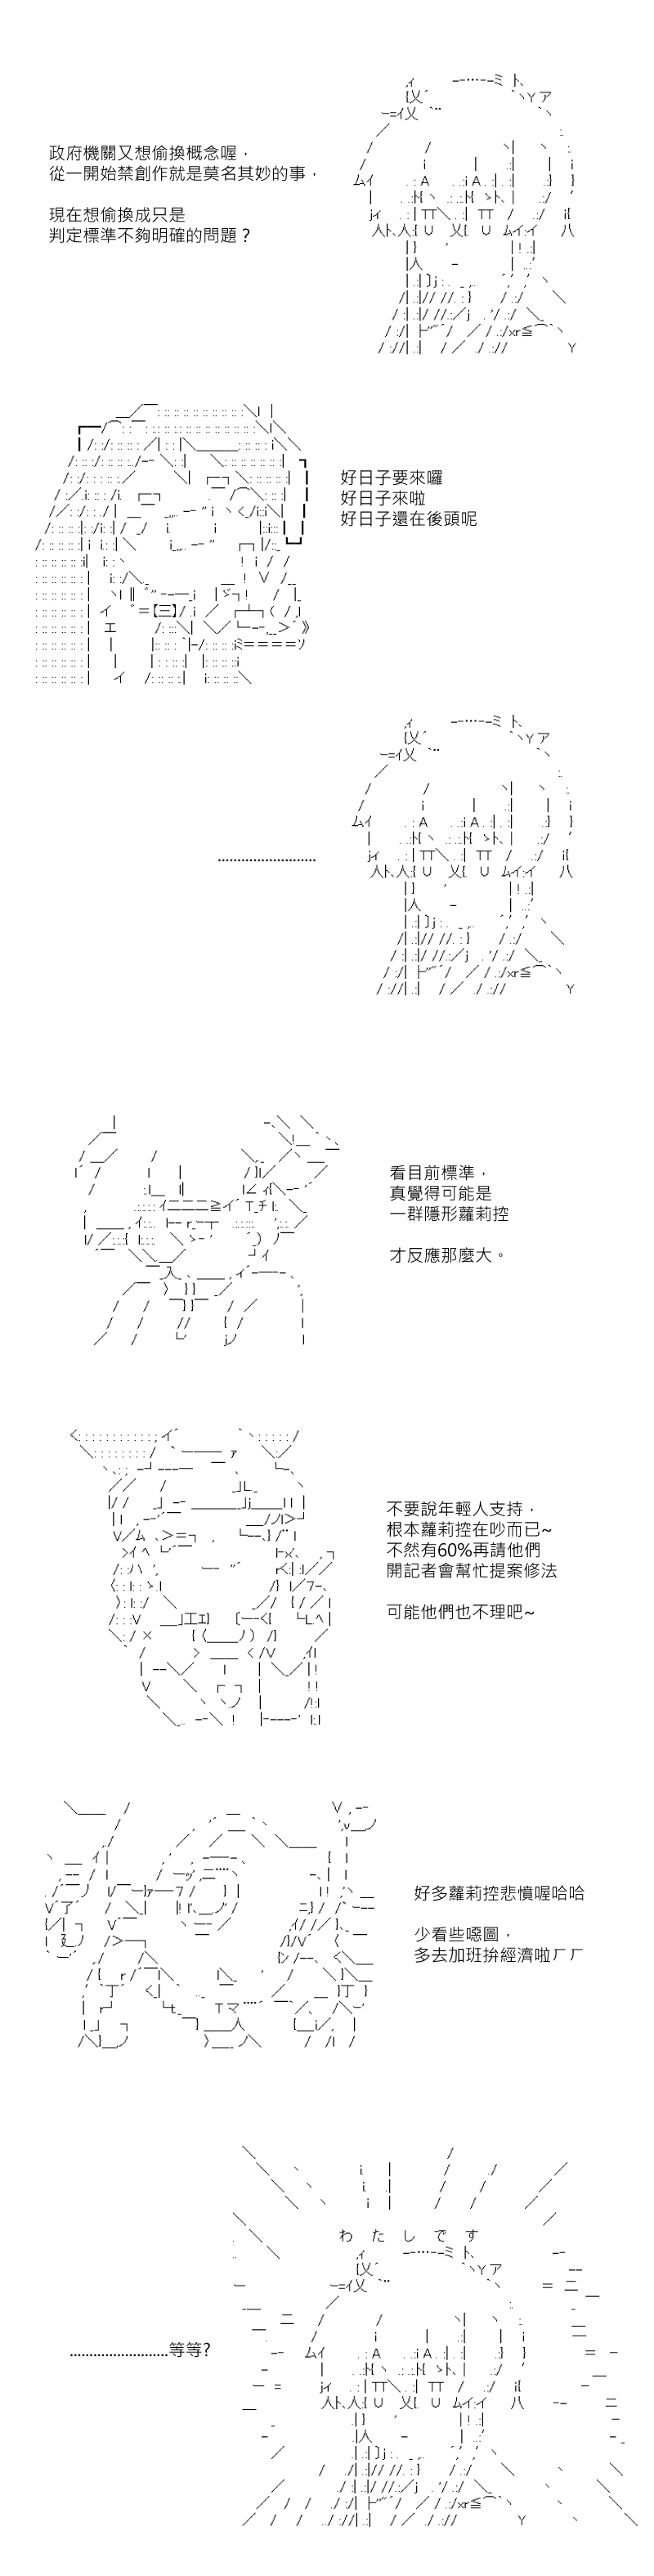 政府機關又想偷換概念喔，
從一開始禁創作就是莫名其妙的事，
現在想偷換成只是
判定標準不夠明確的問題？
好日子要來囉
好日子來啦
好日子還在後頭呢
.........................
看目前標準，
真覺得可能是
一群隱形蘿莉控
才反應那麼大。
不要說年輕人支持，
根本蘿莉控在吵而已~
不然有60%再請他們
開記者會幫忙提案修法
可能他們也不理吧~
好多蘿莉控悲憤喔哈哈
少看些噁圖，
多去加班拚經濟啦ㄏㄏ
わたしです
.........................等等?